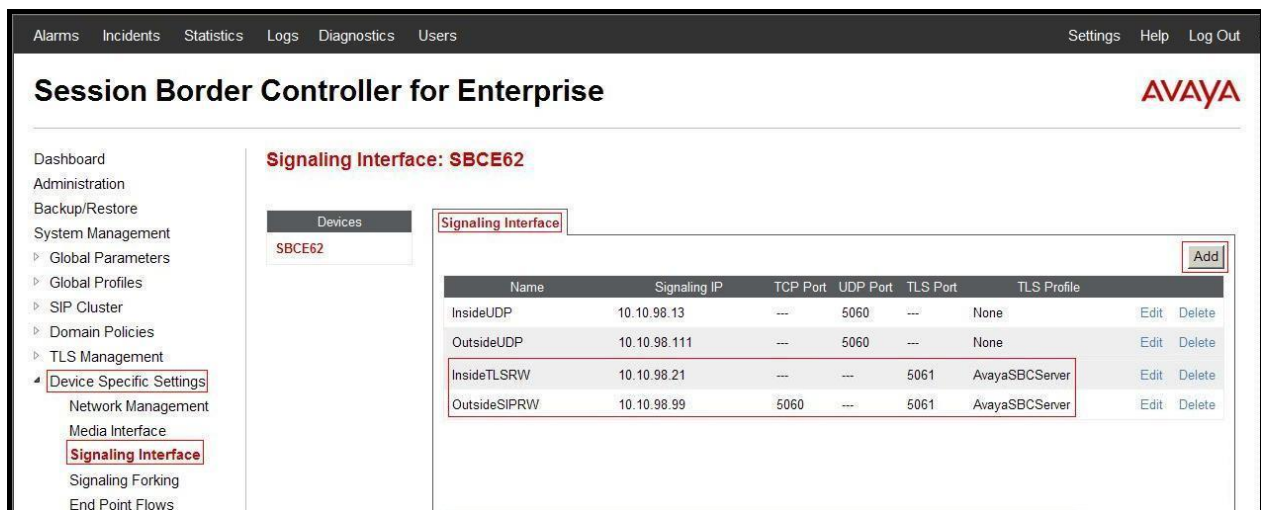 Alarms Incidents Statistics Logs Diagnostics Users Settings Help Log Out
Session Border Controller for Enterprise
AVAYA
Dashboard
Administration
Backup/Restore
System Management
Global Parameters
Global Profiles
SIP Cluster
Domain Policies
TLS Management
Device Specific Settings
Network Management
Media Interface
Signaling Interface
Signaling Forking
End Point Flows
Signaling Interface: SBCE62
Devices
SBCE62
Signaling Interface
Add
Name Signaling IP TCP Port UDP Port TLS Port TLS Profile
InsideUDP 10.10.98.13 --- 5060 --- None Edit Delete
OutsideUDP 10.10.98.111 --- 5060 --- None Edit Delete
InsideTLSRW 10.10.98.21 --- --- 5061 AvayaSBCServer Edit Delete
OutsideSIPRW 10.10.98.99 5060 --- 5061 AvayaSBCServer Edit Delete